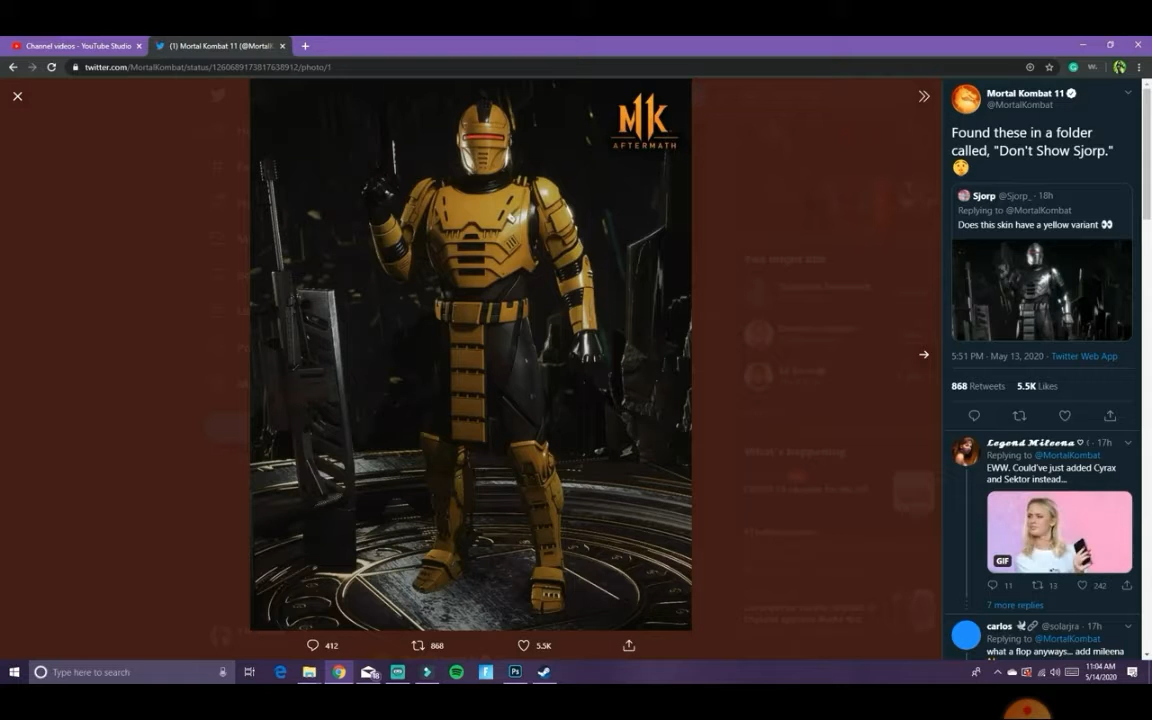 Channel videos - YouTube Studio
(1) Mortal Kombat 11 (@MortalK
twitter.com/MortalKombat/status/1260689173817638912/photo/1
MK
AFTERMATH
Mortal Kombat 11
@MortalKombat
Found these in a folder
called, "Don't Show Sjorp."
🤫
Sjorp @Sjorp_ · 18h
Replying to @MortalKombat
Does this skin have a yellow variant 👀
5:51 PM · May 13, 2020 · Twitter Web App
868 Retweets 5.5K Likes
Legend Mileena ♡ ( · 17h
Replying to @MortalKombat
EWW. Could've just added Cyrax
and Sektor instead...
GIF
11 13 242
7 more replies
carlos 🕊🔗 @solarjra · 17h
Replying to @MortalKombat
what a flop anyways... add mileena
You might like
What's happening
412 868 5.5K
Type here to search
11:04 AM
5/14/2020